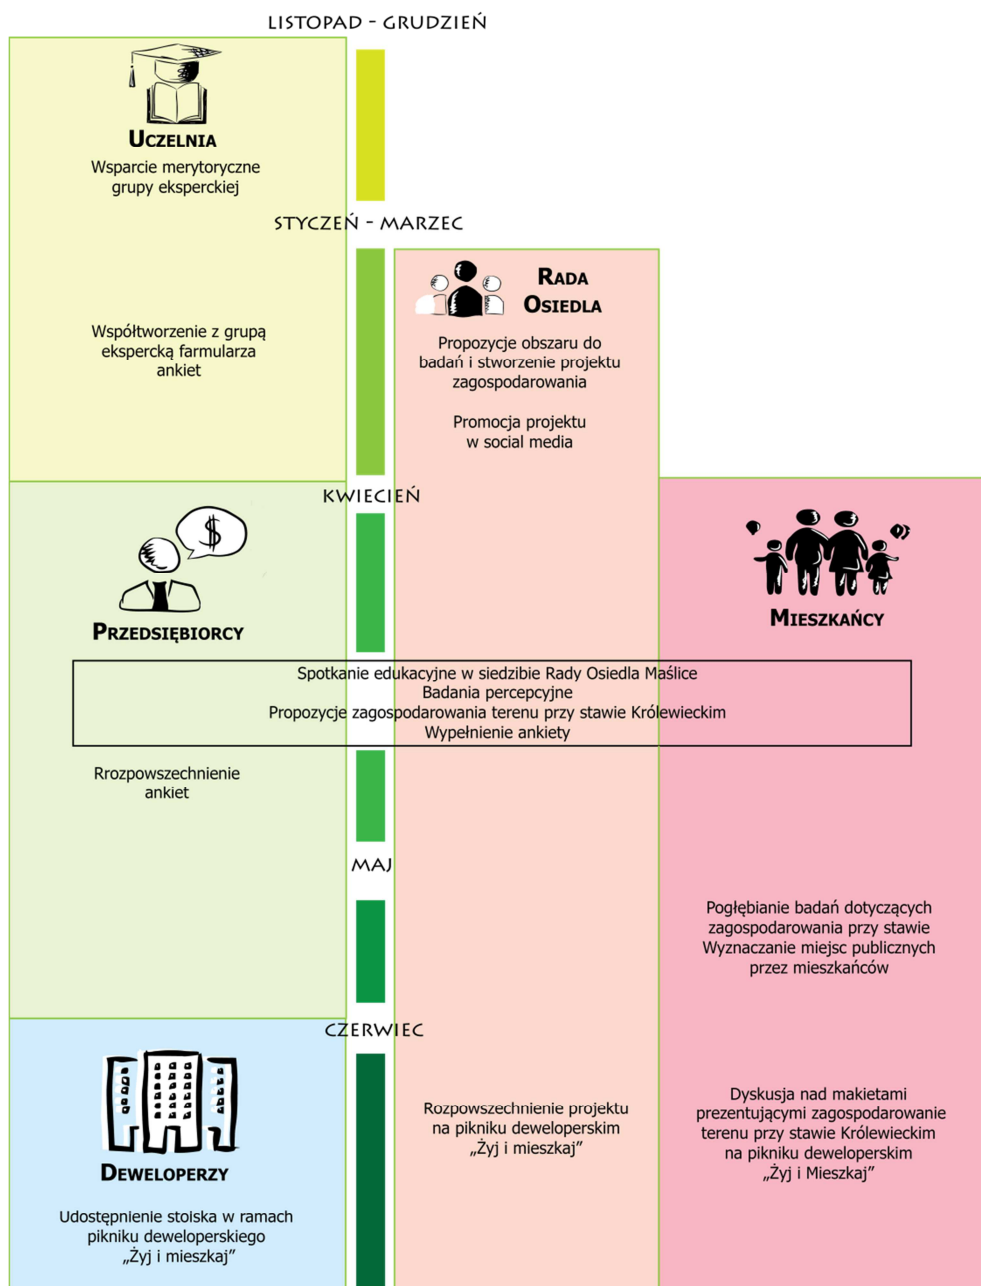 LISTOPAD - GRUDZIEŃ
UCZELNIA
Wsparcie merytoryczne
grupy eksperckiej
STYCZEŃ - MARZEC
Współtworzenie z grupą
ekspercką farmularza
ankiet
RADA
OSIEDLA
Propozycje obszaru do
badań i stworzenie projektu
zagospodarowania
Promocja projektu
w social media
KWIECIEŃ
$
PRZEDSIĘBIORCY
MIESZKAŃCY
Spotkanie edukacyjne w siedzibie Rady Osiedla Maślice
Badania percepcyjne
Propozycje zagospodarowania terenu przy stawie Królewieckim
Wypełnienie ankiety
Rrozpowszechnienie
ankiet
MAJ
Pogłębianie badań dotyczących
zagospodarowania przy stawie
Wyznaczanie miejsc publicznych
przez mieszkańców
CZERWIEC
DEWELOPERZY
Udostępnienie stoiska w ramach
pikniku deweloperskiego
„Żyj i mieszkaj”
Rozpowszechnienie projektu
na pikniku deweloperskim
„Żyj i mieszkaj”
Dyskusja nad makietami
prezentującymi zagospodarowanie
terenu przy stawie Królewieckim
na pikniku deweloperskim
„Żyj i Mieszkaj”